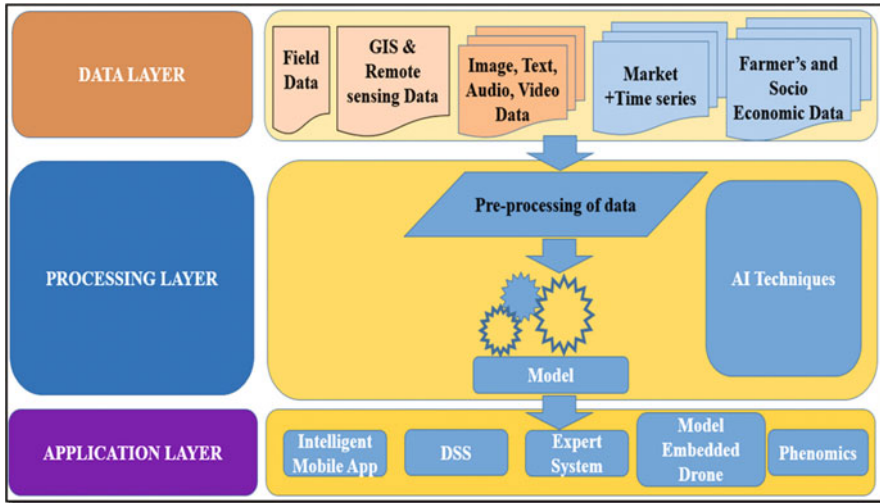 DATA LAYER
Field
Data
GIS &
Remote
sensing Data
Image, Text,
Audio, Video
Data
Market
+Time series
Farmer's and
Socio
Economic Data
PROCESSING LAYER
Pre-processing of data
AI Techniques
Model
APPLICATION LAYER
Intelligent
Mobile App
DSS
Expert
System
Model
Embedded
Drone
Phenomics